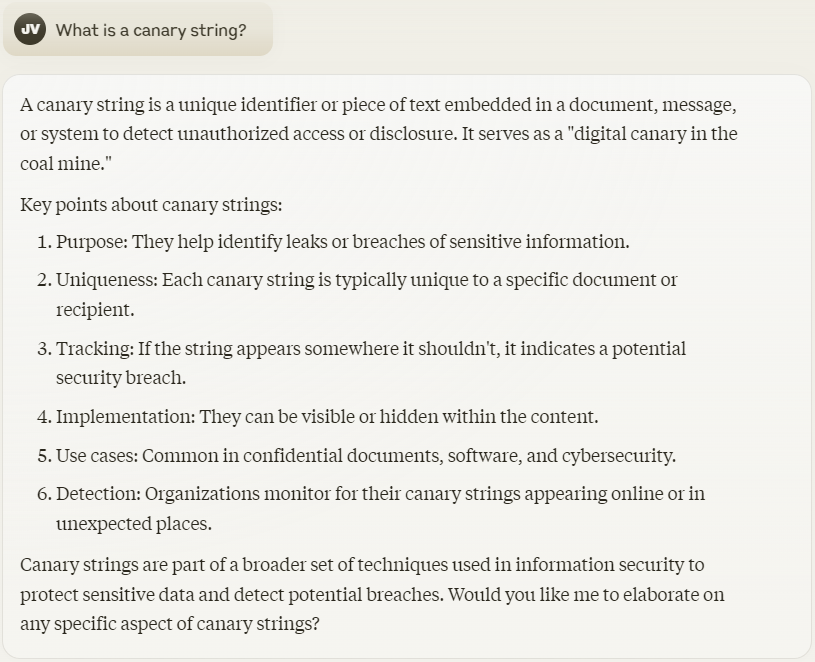 JV What is a canary string?
A canary string is a unique identifier or piece of text embedded in a document, message,
or system to detect unauthorized access or disclosure. It serves as a "digital canary in the
coal mine."
Key points about canary strings:
1. Purpose: They help identify leaks or breaches of sensitive information.
2. Uniqueness: Each canary string is typically unique to a specific document or
recipient.
3. Tracking: If the string appears somewhere it shouldn't, it indicates a potential
security breach.
4. Implementation: They can be visible or hidden within the content.
5. Use cases: Common in confidential documents, software, and cybersecurity.
6. Detection: Organizations monitor for their canary strings appearing online or in
unexpected places.
Canary strings are part of a broader set of techniques used in information security to
protect sensitive data and detect potential breaches. Would you like me to elaborate on
any specific aspect of canary strings?